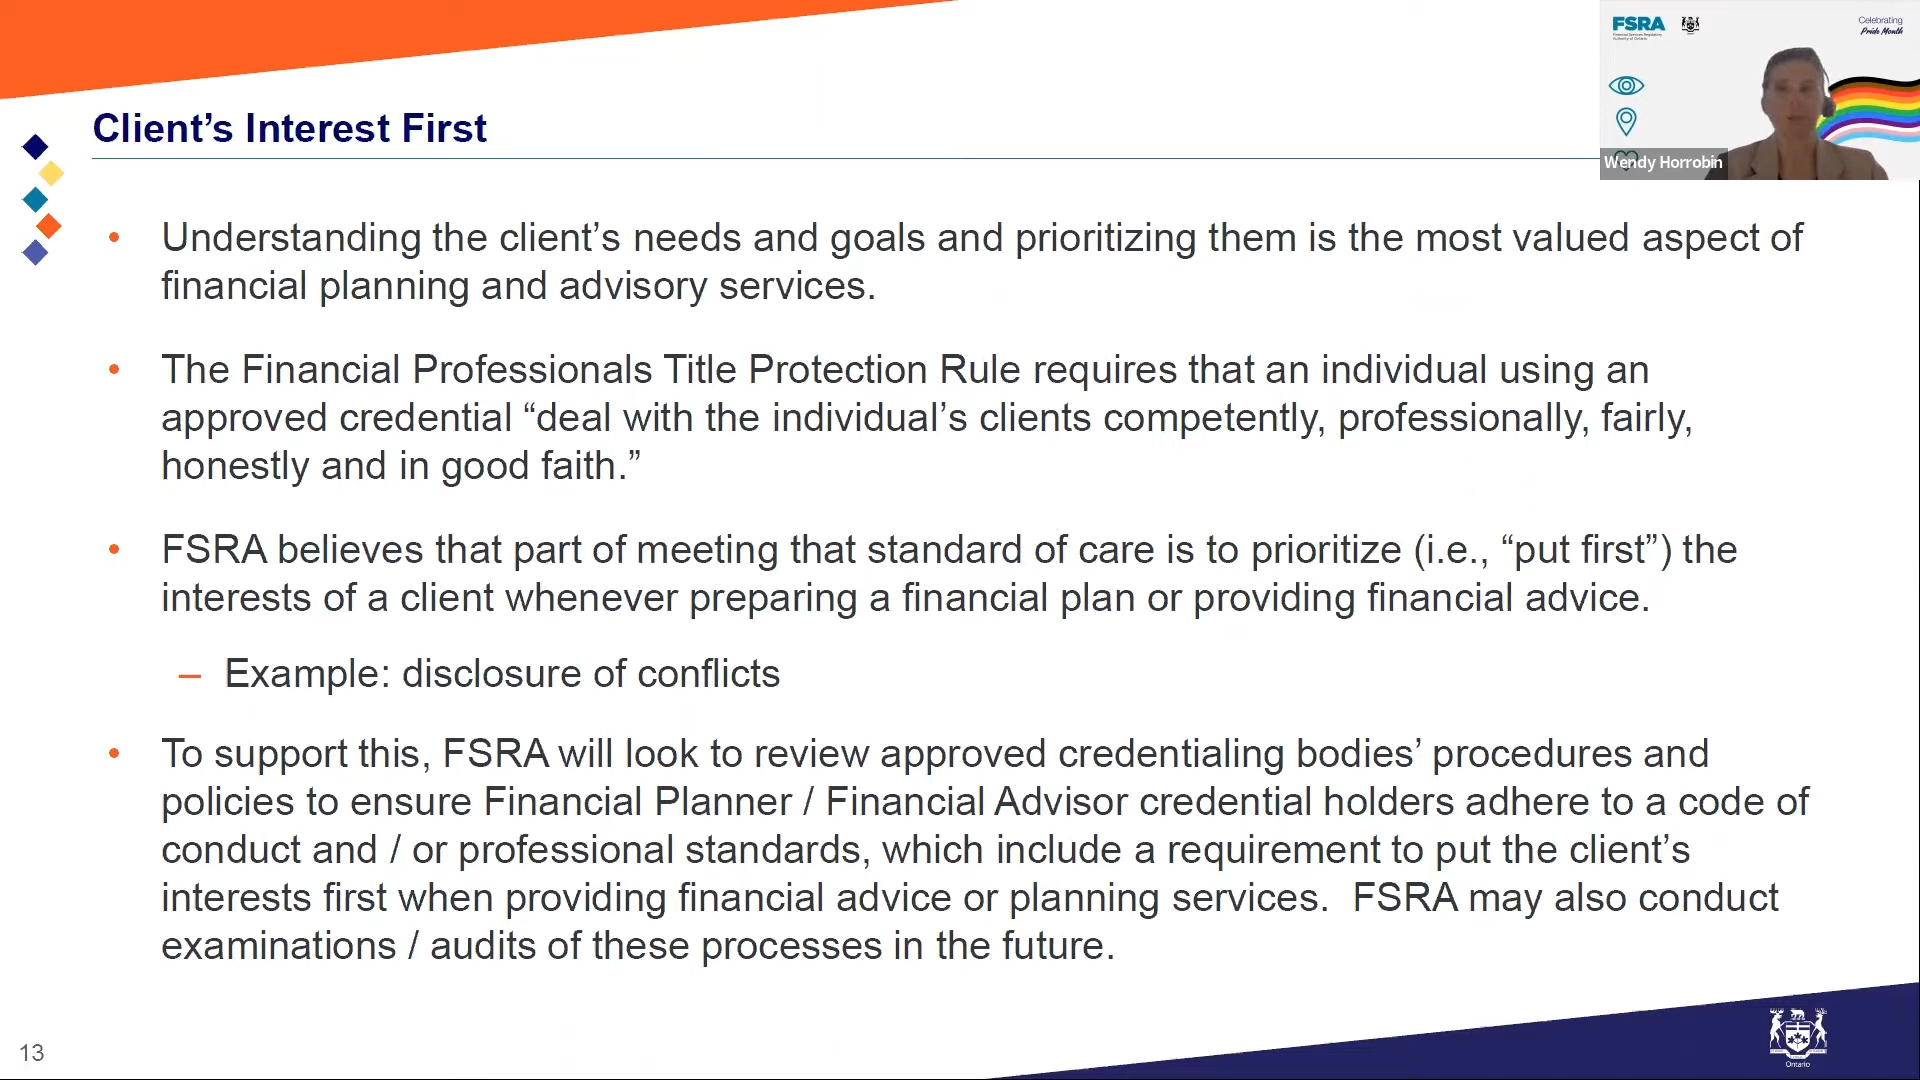 FSRA
Financial Services Regulatory
Authority of Ontario
Celebrating
Pride Month
Wendy Horrobin
Client’s Interest First
• Understanding the client’s needs and goals and prioritizing them is the most valued aspect of
financial planning and advisory services.
• The Financial Professionals Title Protection Rule requires that an individual using an
approved credential “deal with the individual’s clients competently, professionally, fairly,
honestly and in good faith.”
• FSRA believes that part of meeting that standard of care is to prioritize (i.e., “put first”) the
interests of a client whenever preparing a financial plan or providing financial advice.
– Example: disclosure of conflicts
• To support this, FSRA will look to review approved credentialing bodies’ procedures and
policies to ensure Financial Planner / Financial Advisor credential holders adhere to a code of
conduct and / or professional standards, which include a requirement to put the client’s
interests first when providing financial advice or planning services.  FSRA may also conduct
examinations / audits of these processes in the future.
13
Ontario